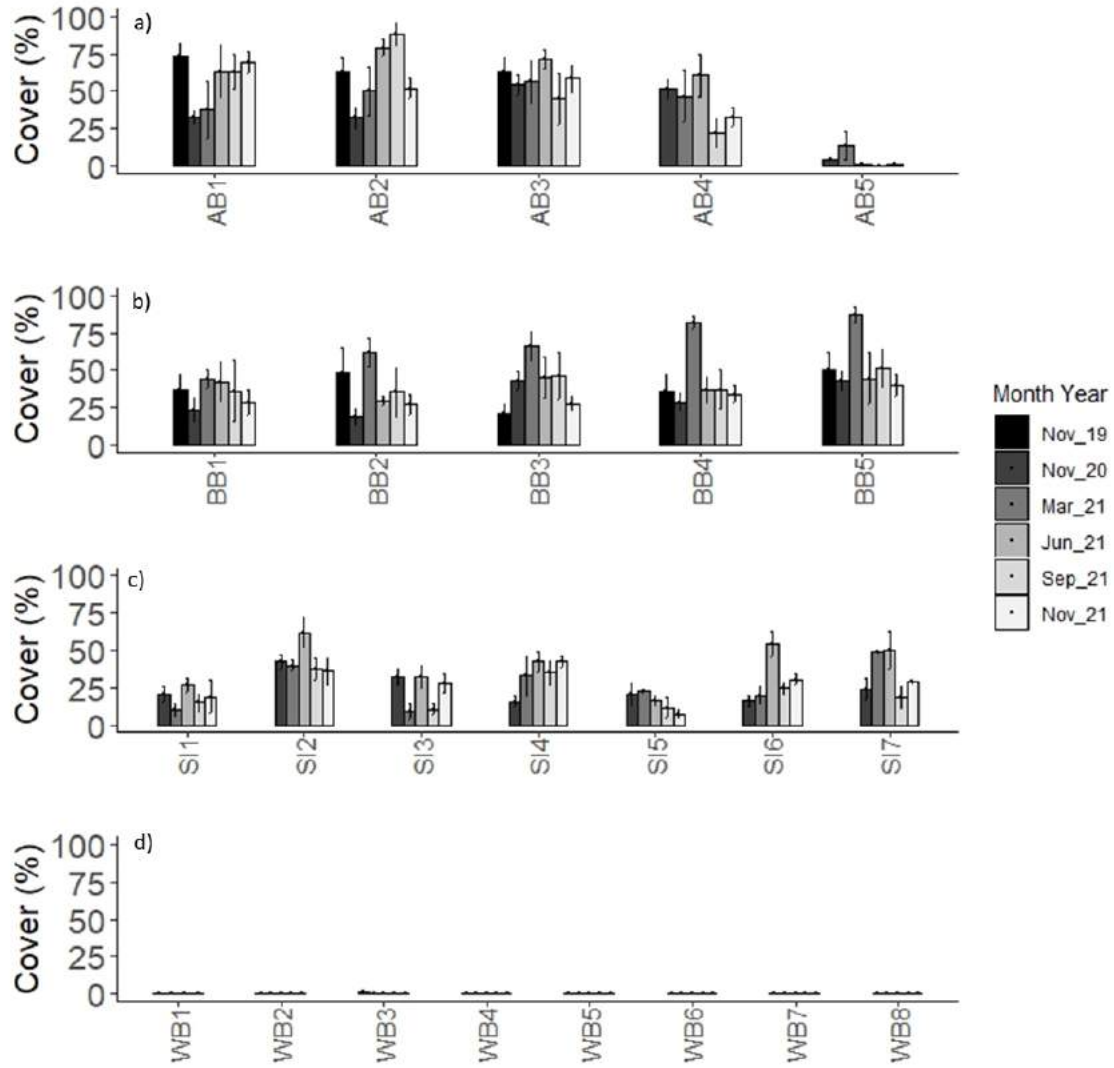 a)
Cover (%)
100
75
50
25
0
AB1 AB2 AB3 AB4 AB5
b)
Cover (%)
100
75
50
25
0
BB1 BB2 BB3 BB4 BB5
c)
Cover (%)
100
75
50
25
0
SI1 SI2 SI3 SI4 SI5 SI6 SI7
d)
Cover (%)
100
75
50
25
0
WB1 WB2 WB3 WB4 WB5 WB6 WB7 WB8
Month Year
Nov_19
Nov_20
Mar_21
Jun_21
Sep_21
Nov_21